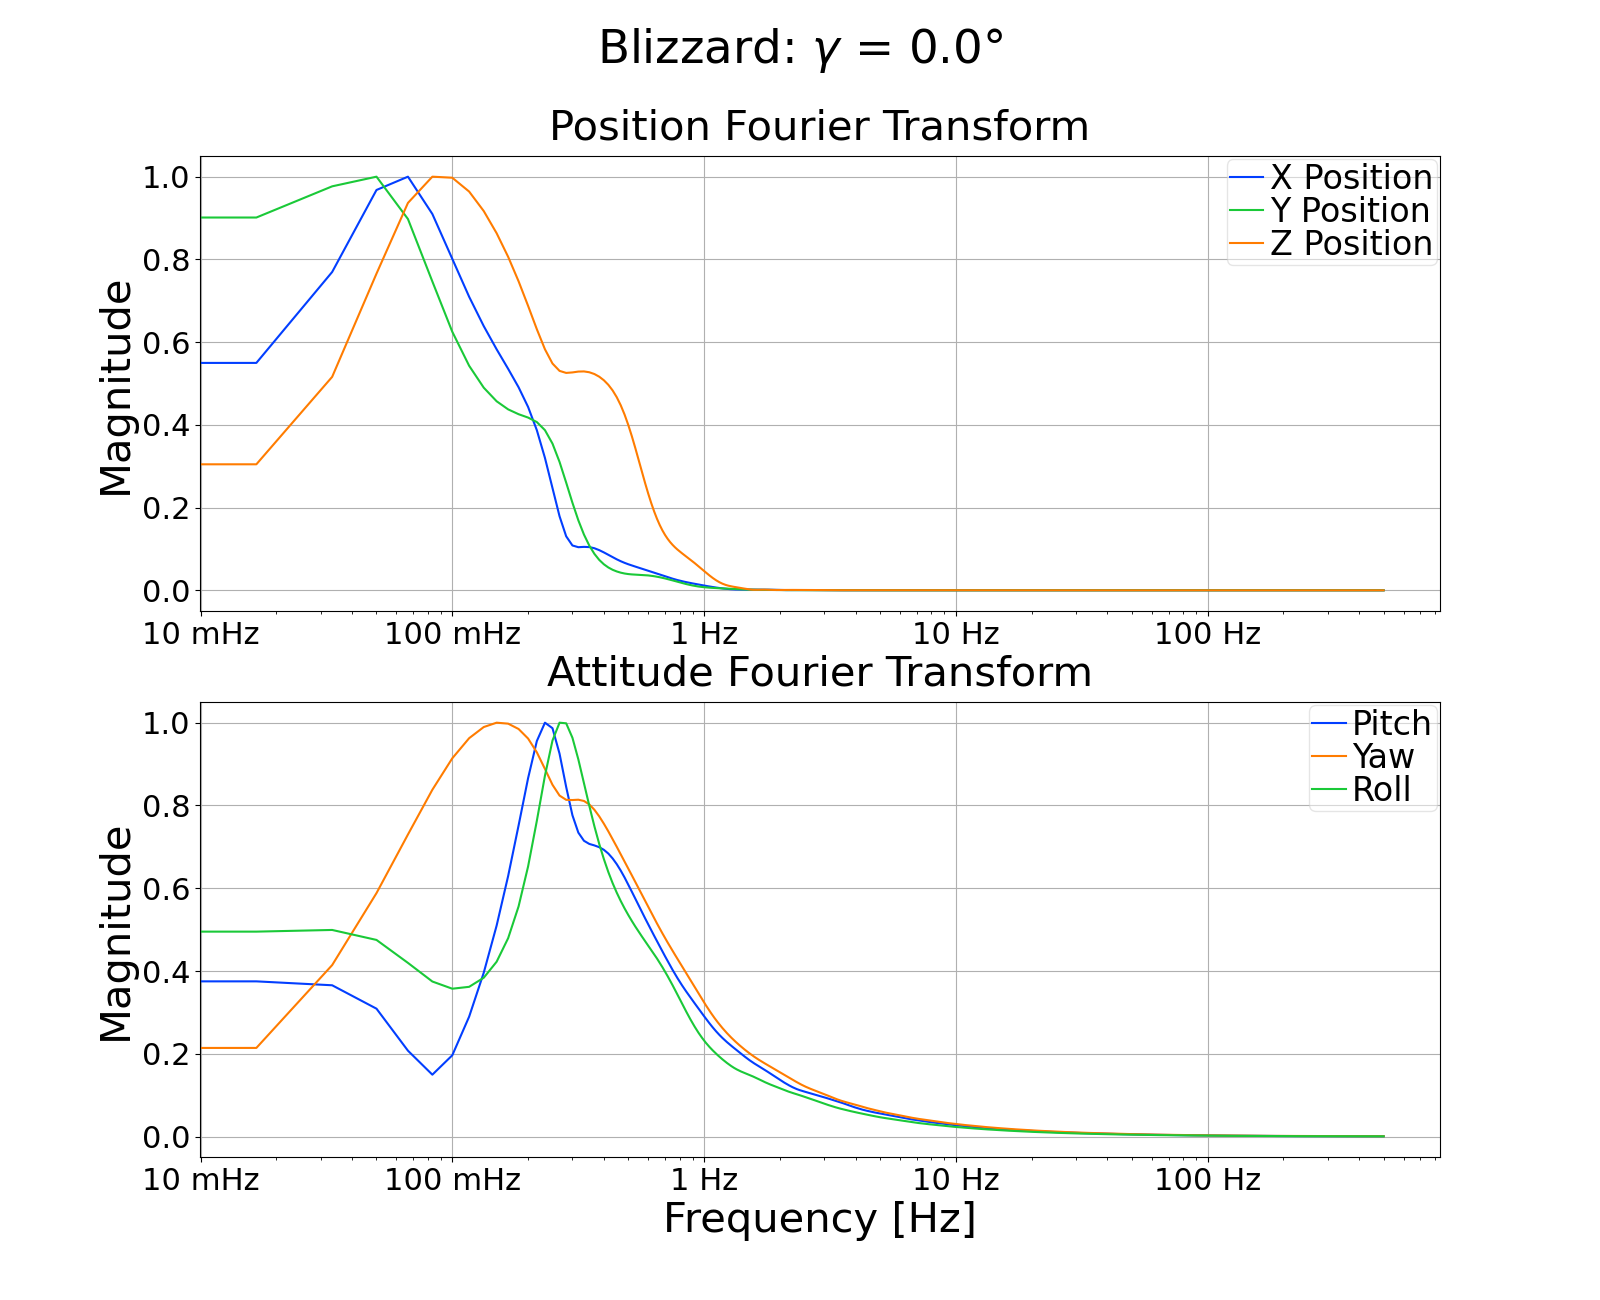 Blizzard: γ = 0.0°
Position Fourier Transform
Magnitude
1.0
0.8
0.6
0.4
0.2
0.0
X Position
Y Position
Z Position
10 mHz 100 mHz 1 Hz 10 Hz 100 Hz
Attitude Fourier Transform
Magnitude
1.0
0.8
0.6
0.4
0.2
0.0
Pitch
Yaw
Roll
10 mHz 100 mHz 1 Hz 10 Hz 100 Hz
Frequency [Hz]